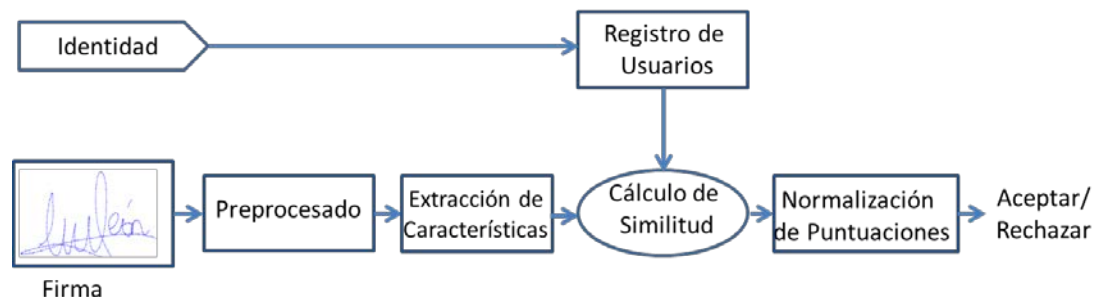 Identidad
Registro de
Usuarios
Preprocesado
Extracción de
Características
Cálculo de
Similitud
Normalización
de Puntuaciones
Aceptar/
Rechazar
Firma